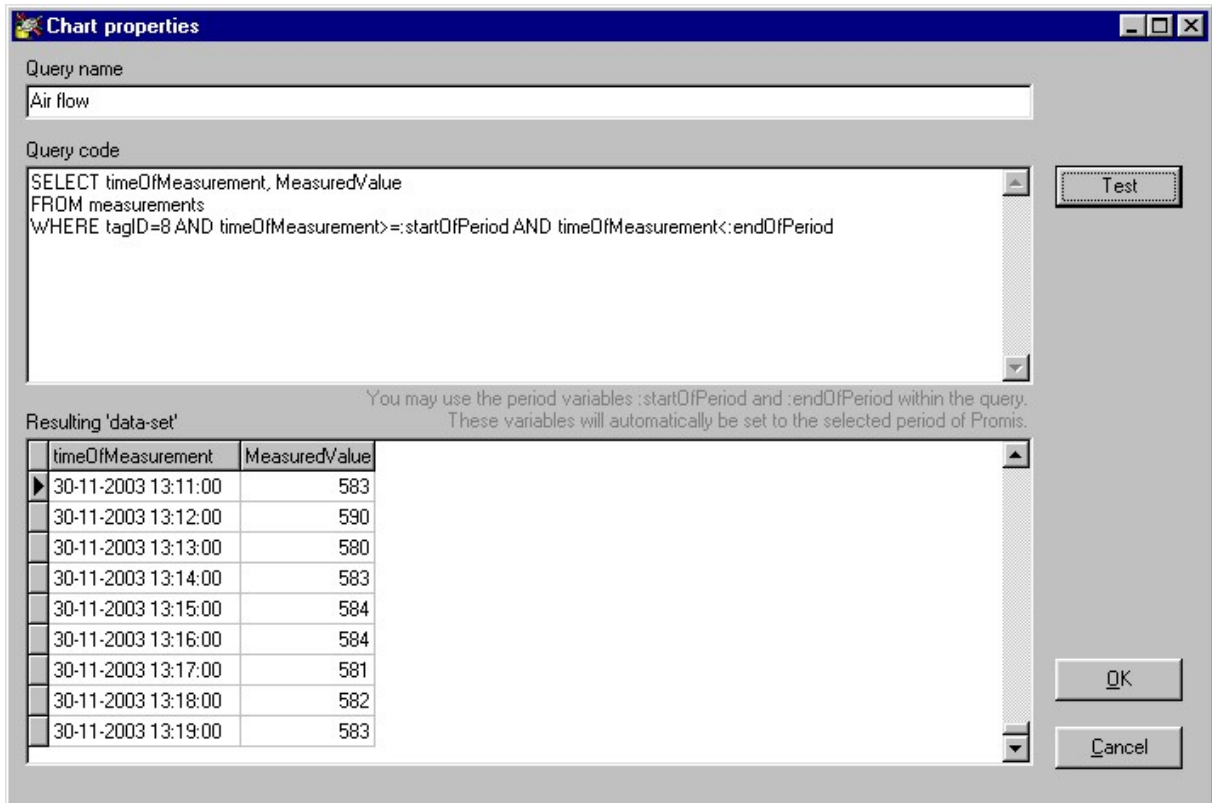 Chart properties
Query name
Air flow
Query code
SELECT timeOfMeasurement, MeasuredValue
FROM measurements
WHERE tagID=8 AND timeOfMeasurement>=:startOfPeriod AND timeOfMeasurement<:endOfPeriod
Test
You may use the period variables :startOfPeriod and :endOfPeriod within the query.
These variables will automatically be set to the selected period of Promis.
Resulting 'data-set'
timeOfMeasurement MeasuredValue
30-11-2003 13:11:00 583
30-11-2003 13:12:00 590
30-11-2003 13:13:00 580
30-11-2003 13:14:00 583
30-11-2003 13:15:00 584
30-11-2003 13:16:00 584
30-11-2003 13:17:00 581
30-11-2003 13:18:00 582
30-11-2003 13:19:00 583
OK
Cancel